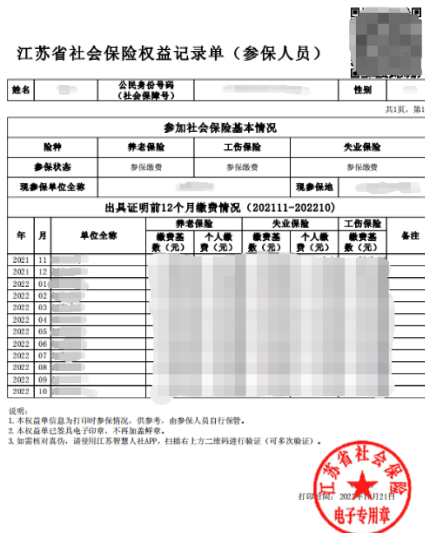 江苏省社会保险权益记录单（参保人员）
姓名 公民身份号码（社会保障号） 性别
共1页，第1
参加社会保险基本情况
险种 养老保险 工伤保险 失业保险
参保状态 参保缴费 参保缴费 参保缴费
现参保单位全称 现参保地
出具证明前12个月缴费情况（202111-202210）
年 月 单位全称 养老保险 失业保险 工伤保险 备注
缴费基数（元） 个人缴费（元） 缴费基数（元） 个人缴费（元） 缴费基数（元）
2021 11
2021 12
2022 01
2022 02
2022 03
2022 04
2022 05
2022 06
2022 07
2022 08
2022 09
2022 10
说明：
1. 本权益单信息为打印时参保情况，供参考，由参保人员自行保管。
2. 本权益单已签具电子印章，不再加盖鲜章。
3. 如需核对真伪，请使用江苏智慧人社APP，扫描右上方二维码进行验证（可多次验证）。
江苏省社会保险
打印时间： 2022年10月21日
电子专用章